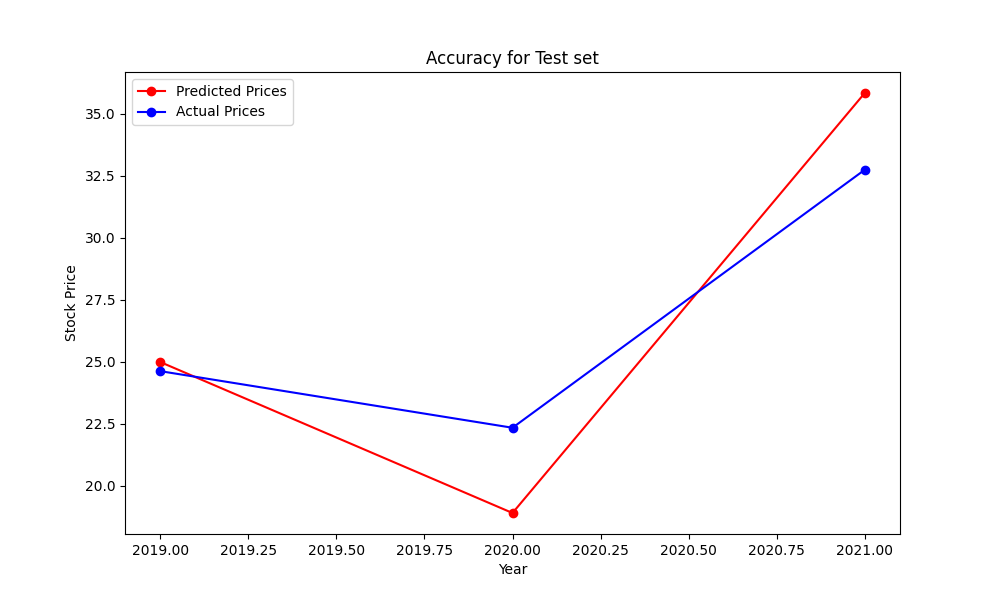 Accuracy for Test set
Predicted Prices
Actual Prices
35.0
32.5
30.0
27.5
25.0
22.5
20.0
Stock Price
2019.00 2019.25 2019.50 2019.75 2020.00 2020.25 2020.50 2020.75 2021.00
Year